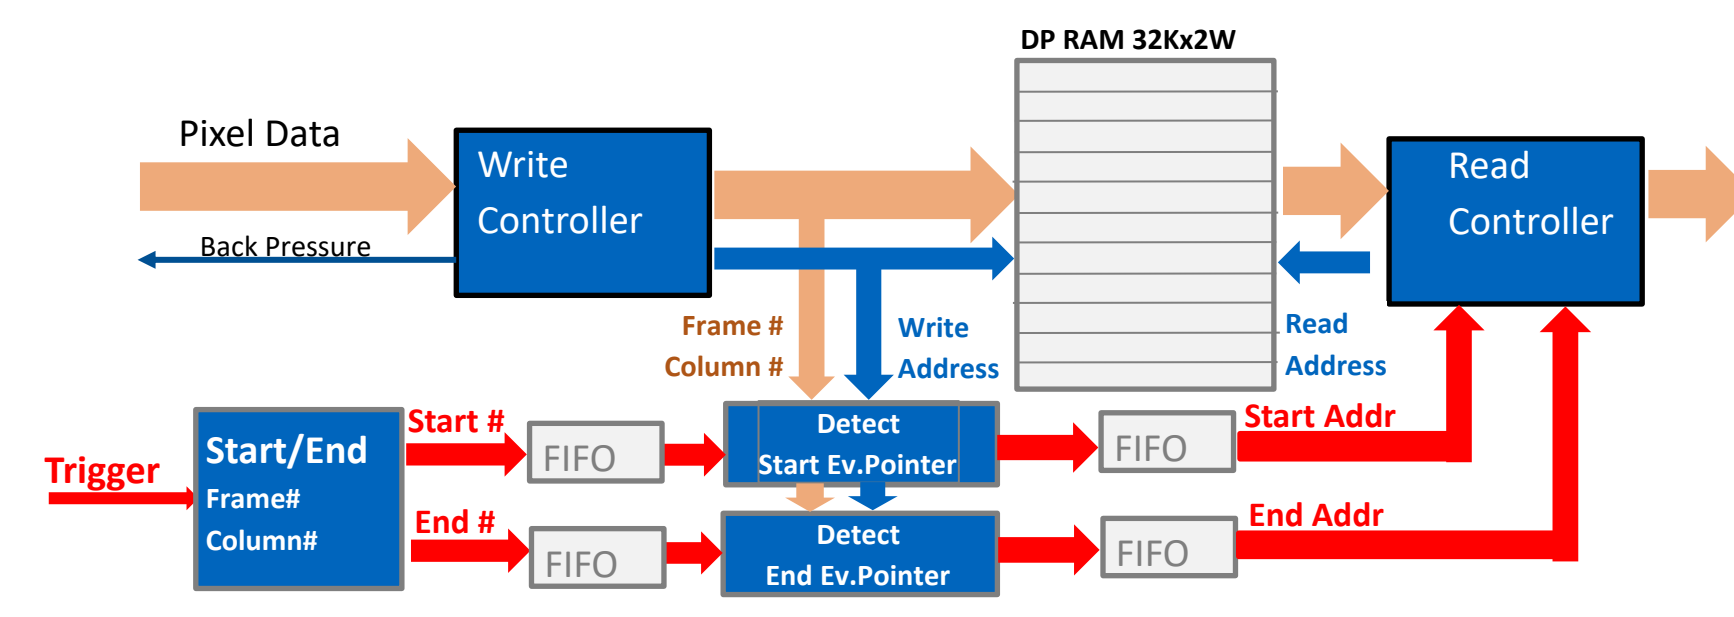 DP RAM 32Kx2W
Pixel Data
Write
Controller
Read
Controller
Back Pressure
Frame #
Column #
Write
Address
Read
Address
Trigger
Start/End
Frame#
Column#
Start #
FIFO
Detect
Start Ev.Pointer
FIFO
Start Addr
End #
FIFO
Detect
End Ev.Pointer
FIFO
End Addr